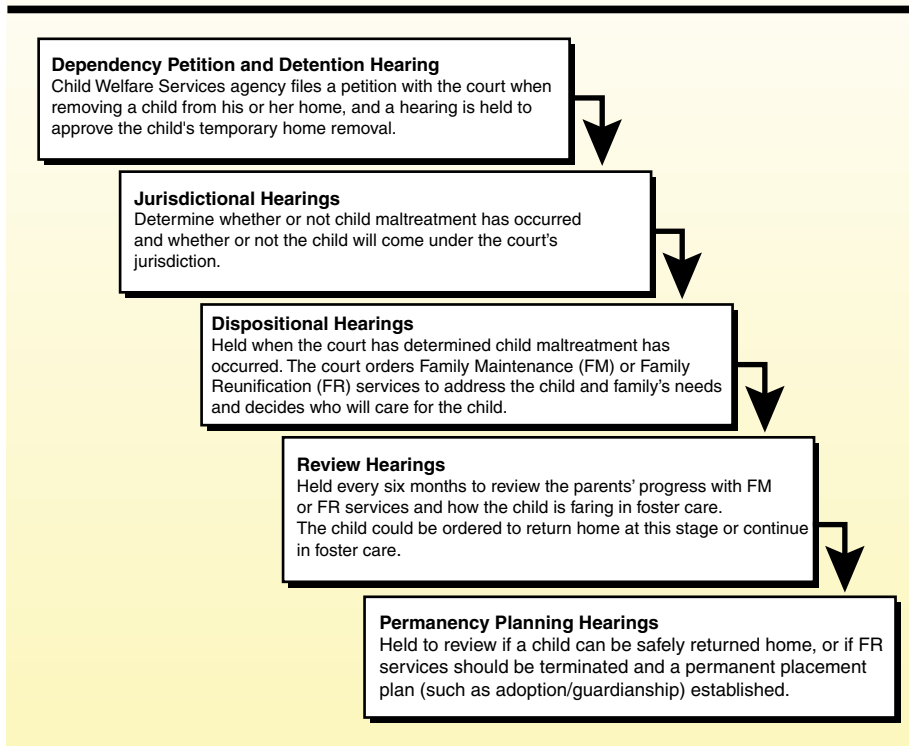 Dependency Petition and Detention Hearing
Child Welfare Services agency files a petition with the court when
removing a child from his or her home, and a hearing is held to
approve the child's temporary home removal.
Jurisdictional Hearings
Determine whether or not child maltreatment has occurred
and whether or not the child will come under the court’s
jurisdiction.
Dispositional Hearings
Held when the court has determined child maltreatment has
occurred. The court orders Family Maintenance (FM) or Family
Reunification (FR) services to address the child and family’s needs
and decides who will care for the child.
Review Hearings
Held every six months to review the parents’ progress with FM
or FR services and how the child is faring in foster care.
The child could be ordered to return home at this stage or continue
in foster care.
Permanency Planning Hearings
Held to review if a child can be safely returned home, or if FR
services should be terminated and a permanent placement
plan (such as adoption/guardianship) established.